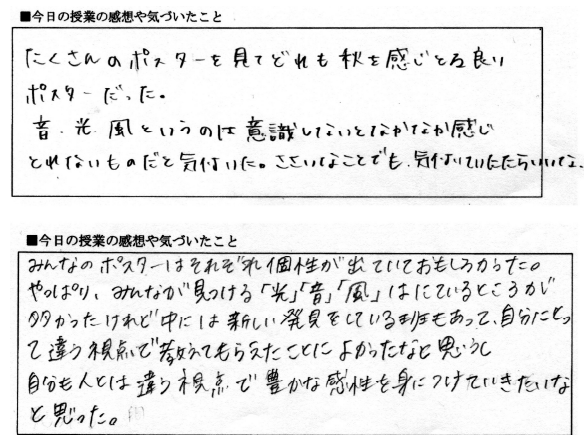 ■今日の授業の感想や気づいたこと
たくさんのポスターを見てどれも秋を感じとる良い
ポスターだった。
音、光、風というのは意識しないとなかなか感じ
とれないものだと気付いた。ささいなことでも、気付いていけたらいいな。
■今日の授業の感想や気づいたこと
みんなのポスターはそれぞれ個性が出ていておもしろかった。
やっぱり、みんなが見つける「光」「音」「風」はにているところが
多かったけれど中には新しい発見をしている班もあって、自分にとっ
て違う視点で教えてもらえたことによかったなと思うし
自分も人とは違う視点で豊かな感性を身につけていきたいな
と思った。